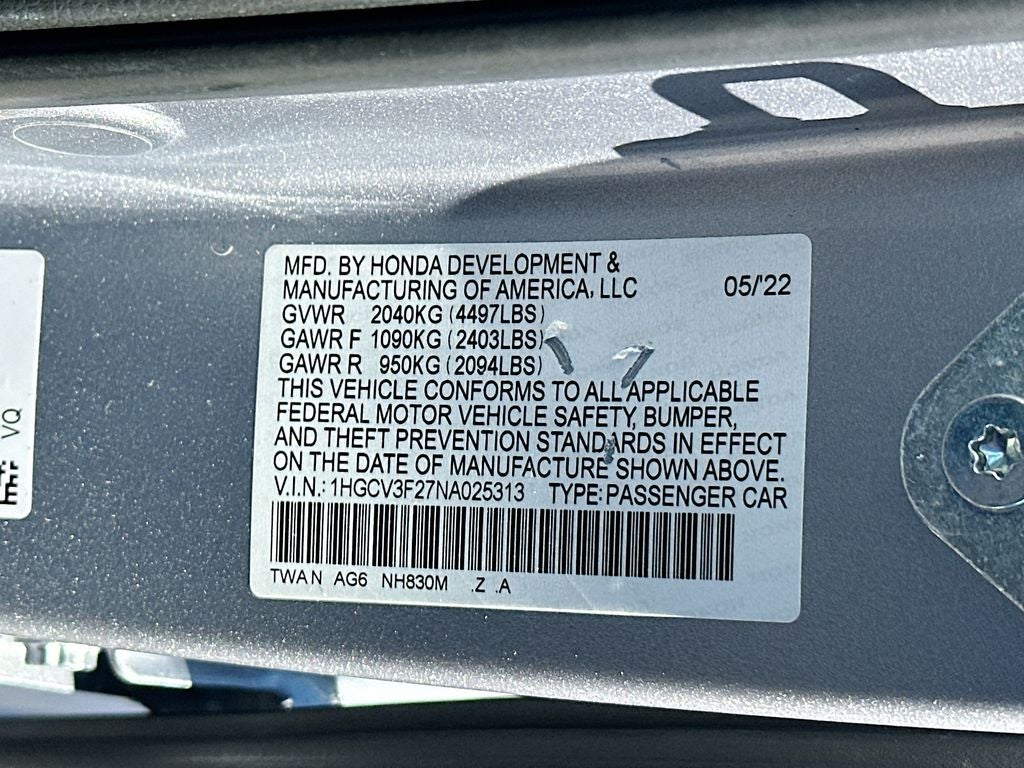 MFD. BY HONDA DEVELOPMENT &
MANUFACTURING OF AMERICA, LLC 05/'22
GVWR 2040KG (4497LBS)
GAWR F 1090KG (2403LBS)
GAWR R 950KG (2094LBS)
THIS VEHICLE CONFORMS TO ALL APPLICABLE
FEDERAL MOTOR VEHICLE SAFETY, BUMPER,
AND THEFT PREVENTION STANDARDS IN EFFECT
ON THE DATE OF MANUFACTURE SHOWN ABOVE.
V.I.N.: 1HGCV3F27NA025313 TYPE: PASSENGER CAR
TWA N AG6 NH830M .Z .A
VQ